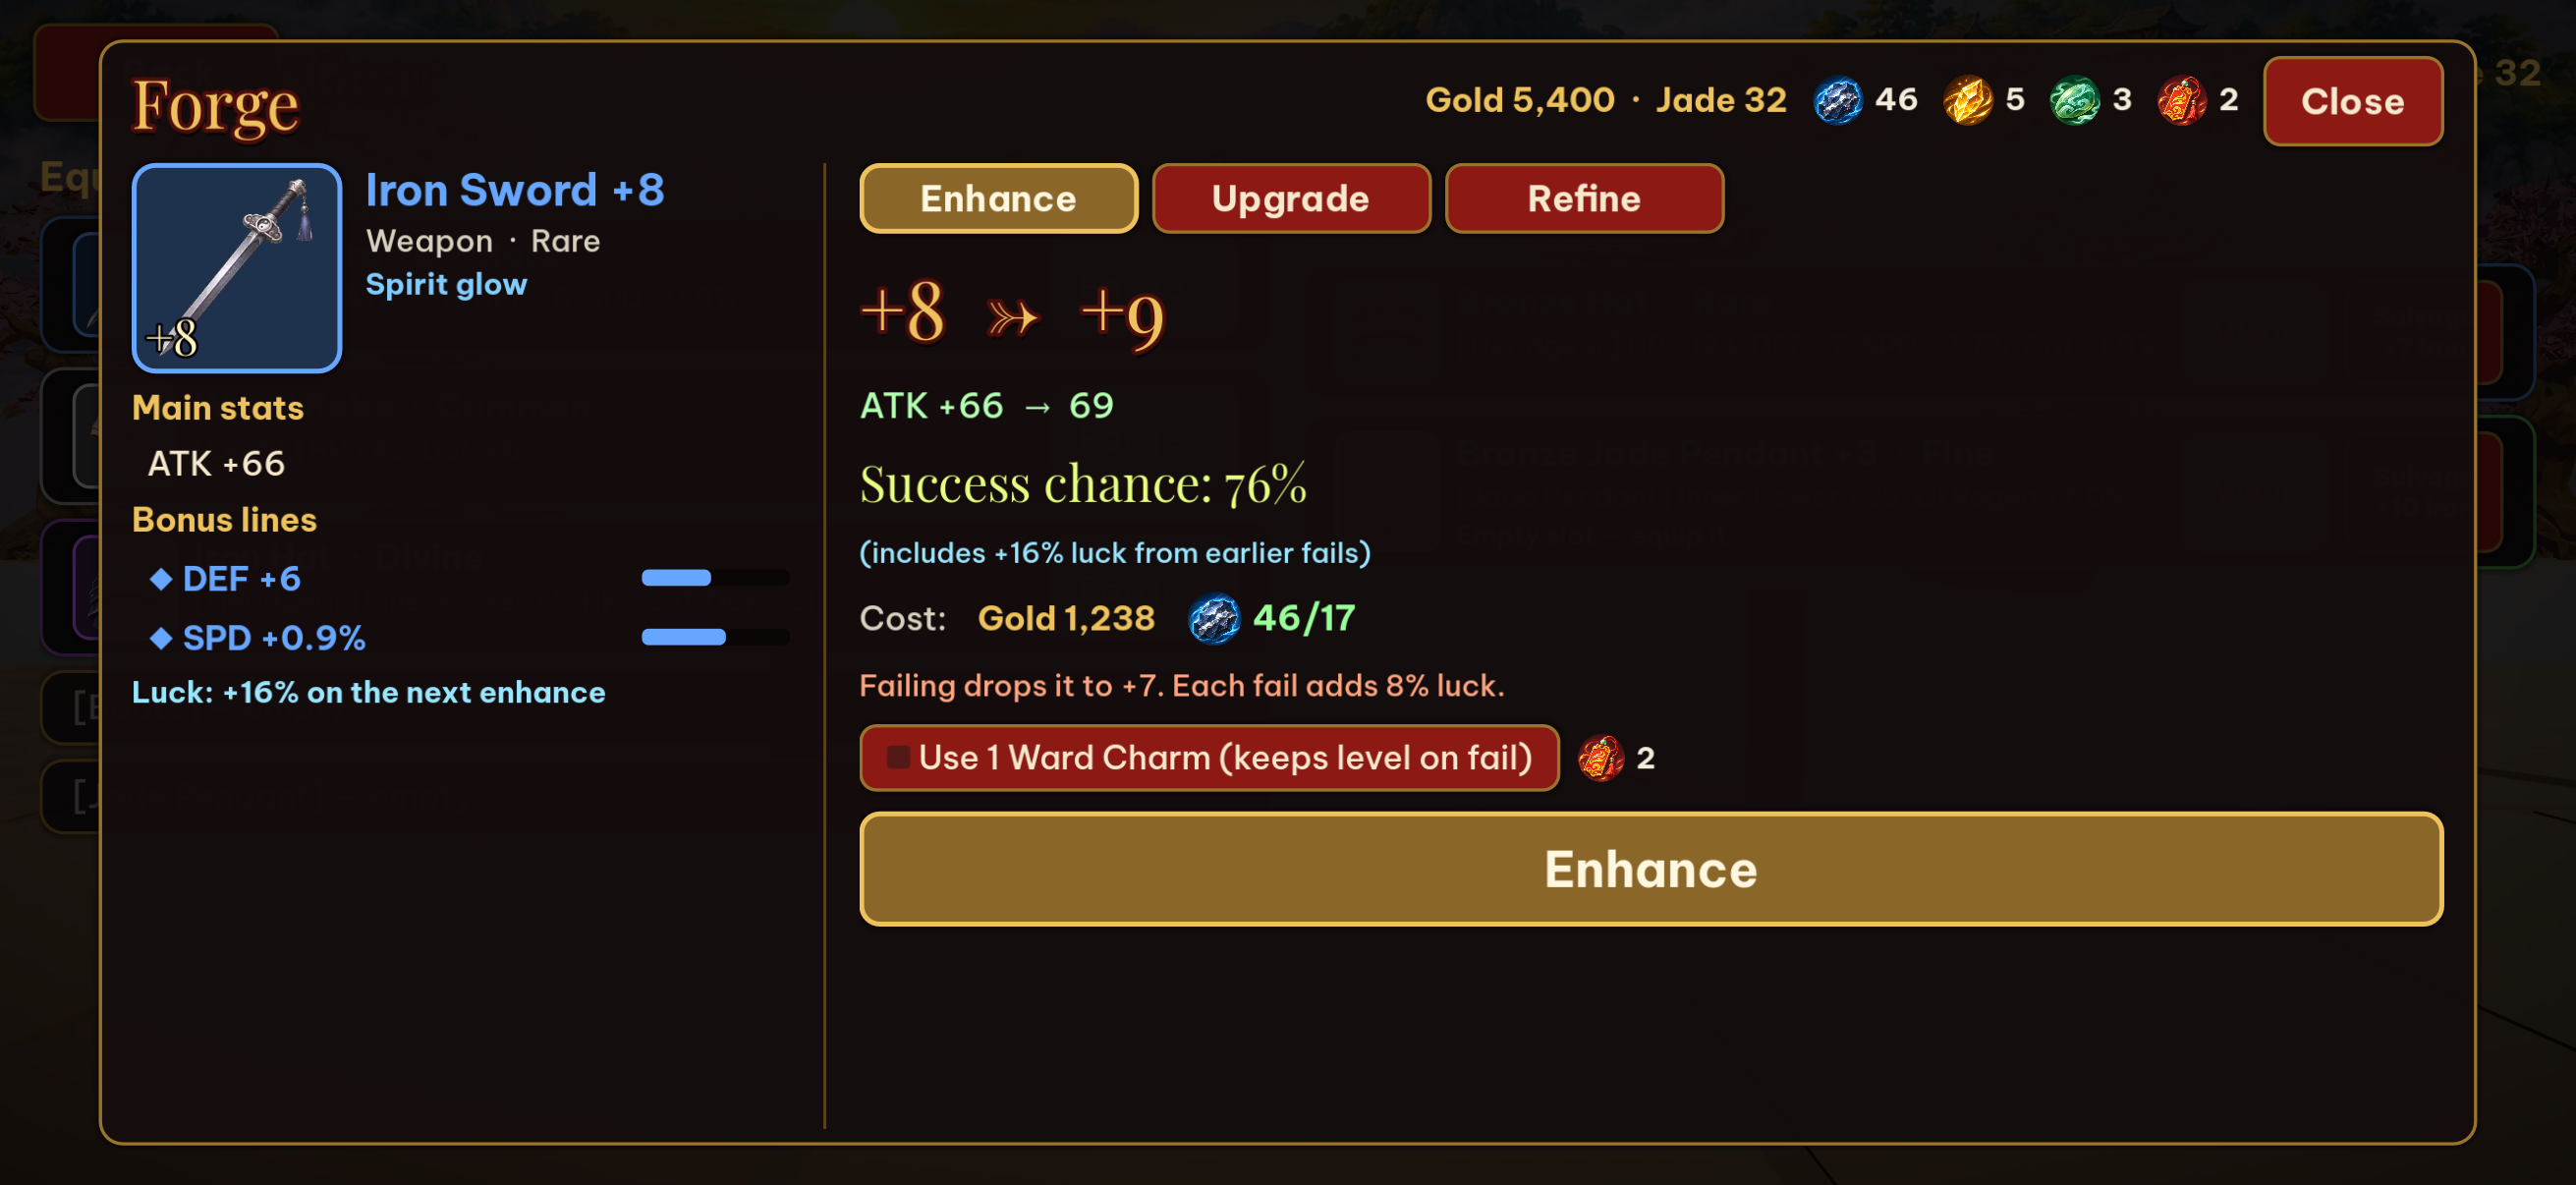 Forge
Gold 5,400 · Jade 32 46 5 3 2 Close
32
Equ
Iron Sword +8
Weapon · Rare
Spirit glow
+8
Main stats
ATK +66
Bonus lines
◆ DEF +6
◆ SPD +0.9%
Luck: +16% on the next enhance
Enhance Upgrade Refine
+8 +9
ATK +66 → 69
Success chance: 76%
(includes +16% luck from earlier fails)
Cost: Gold 1,238 46/17
Failing drops it to +7. Each fail adds 8% luck.
Use 1 Ward Charm (keeps level on fail) 2
Enhance